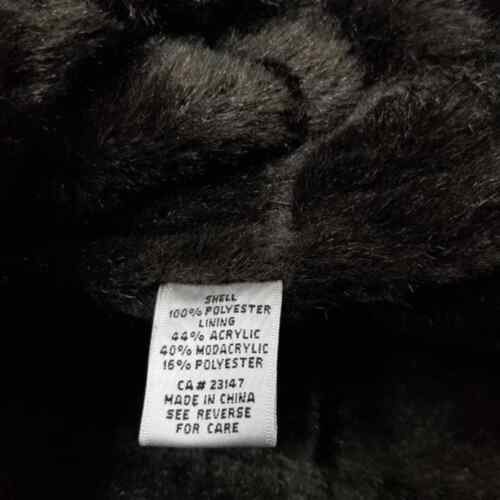 SHELL
100% POLYESTER
LINING
44% ACRYLIC
40% MODACRYLIC
16% POLYESTER
CA # 23147
MADE IN CHINA
SEE REVERSE
FOR CARE